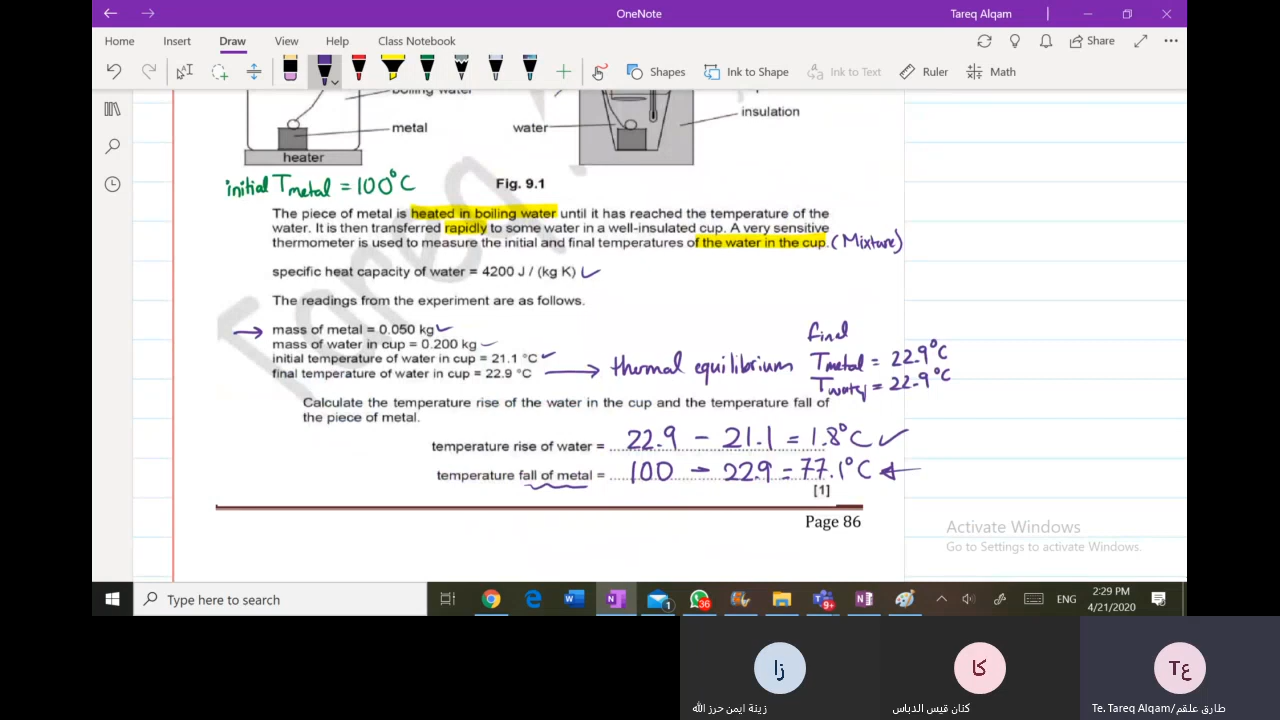 OneNote
Tareq Alqam
Home Insert Draw View Help Class Notebook
Share
Shapes Ink to Shape Ink to Text Ruler Math
boiling water
metal
heater
water
insulation
initial Tmetal = 100°C
Fig. 9.1
The piece of metal is heated in boiling water until it has reached the temperature of the
water. It is then transferred rapidly to some water in a well-insulated cup. A very sensitive
thermometer is used to measure the initial and final temperatures of the water in the cup. (Mixture)
specific heat capacity of water = 4200 J / (kg K)
The readings from the experiment are as follows.
mass of metal = 0.050 kg
mass of water in cup = 0.200 kg
initial temperature of water in cup = 21.1 °C
final temperature of water in cup = 22.9 °C
thermal equilibrium
final
Tmetal = 22.9°C
Twater = 22.9°C
Calculate the temperature rise of the water in the cup and the temperature fall of
the piece of metal.
temperature rise of water = 22.9 - 21.1 = 1.8°C
temperature fall of metal = 100 - 22.9 = 77.1°C
[1]
Page 86
Activate Windows
Go to Settings to activate Windows.
Type here to search
1
36
9+
ENG
2:29 PM
4/21/2020
زا
كا
Tع
زينة ايمن حرز الله
كنان قيس الدباس
Te. Tareq Alqam/طارق علقم